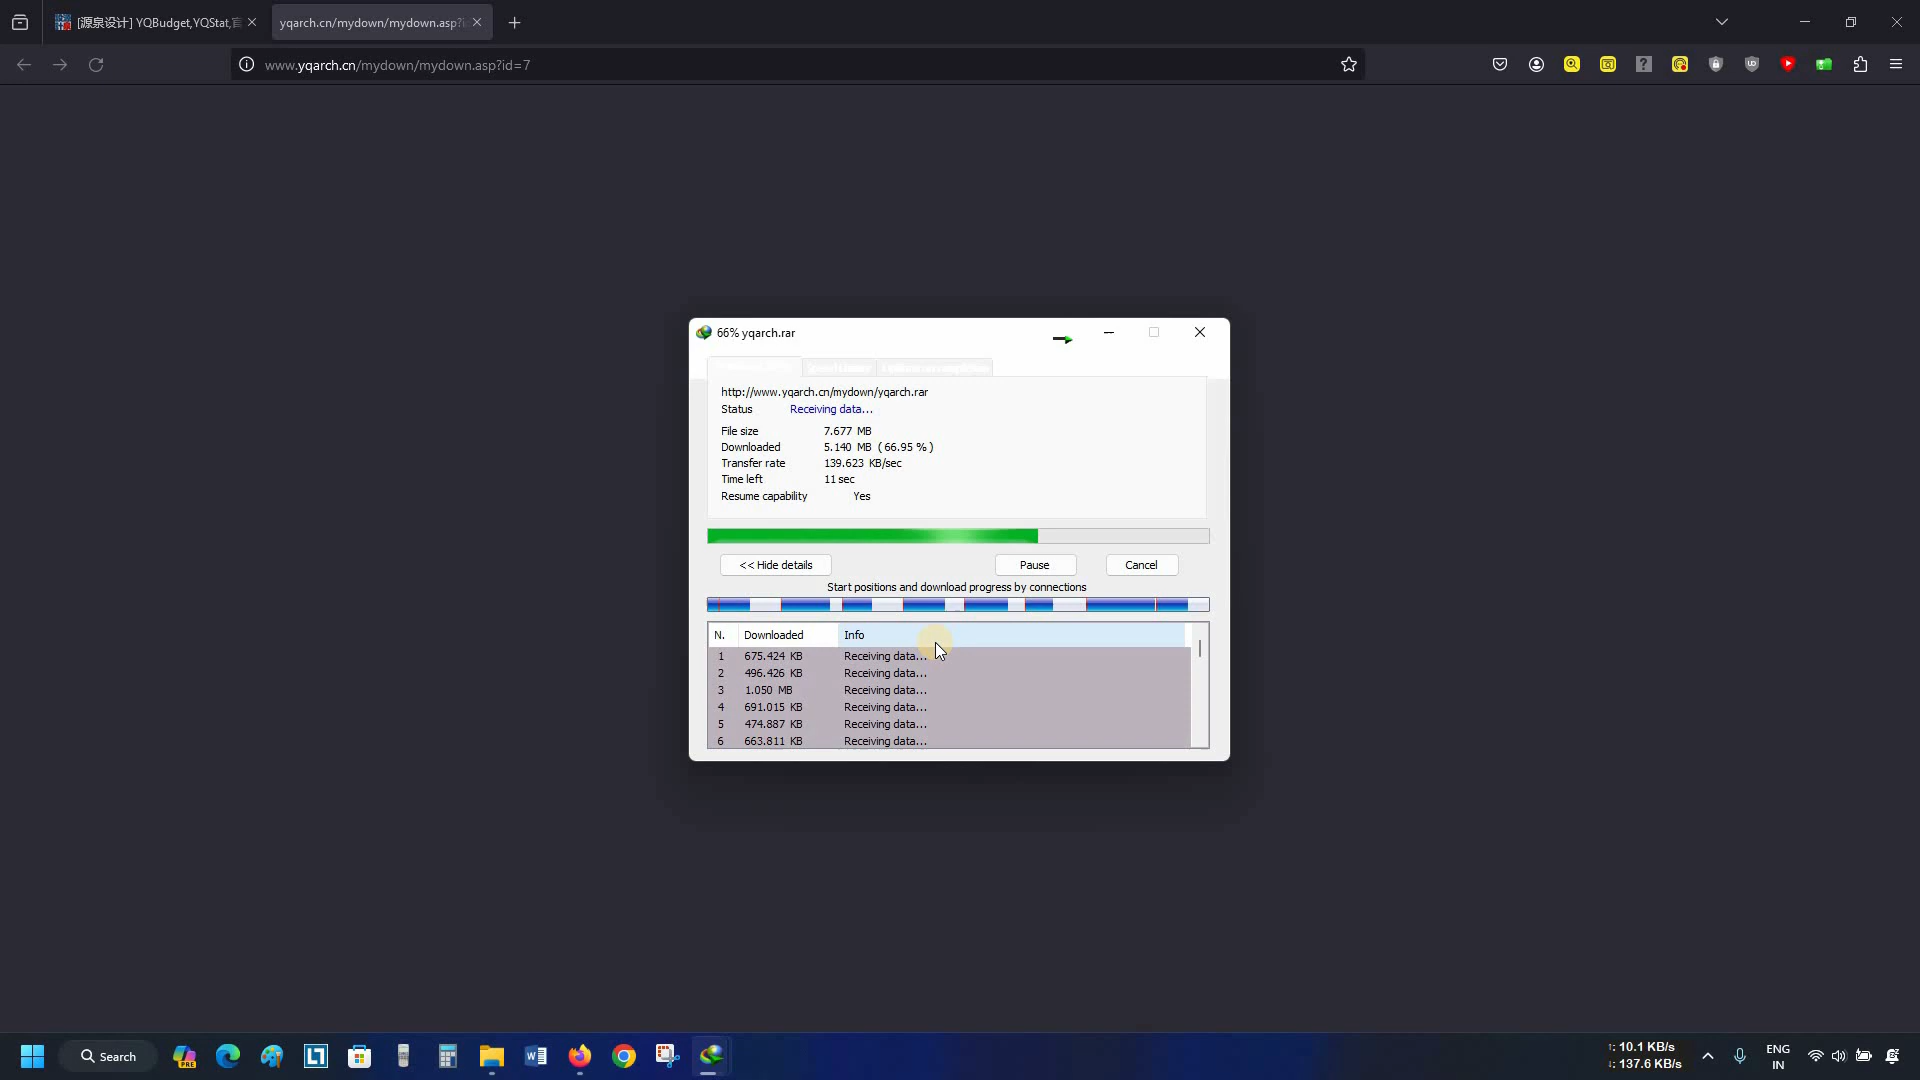 [源泉设计] YQBudget,YQStat,官
yqarch.cn/mydown/mydown.asp?i
www.yqarch.cn/mydown/mydown.asp?id=7
66% yqarch.rar
http://www.yqarch.cn/mydown/yqarch.rar
Status Receiving data...
File size 7.677 MB
Downloaded 5.140 MB ( 66.95 % )
Transfer rate 139.623 KB/sec
Time left 11 sec
Resume capability Yes
<< Hide details Pause Cancel
Start positions and download progress by connections
N. Downloaded Info
1 675.424 KB Receiving data...
2 496.426 KB Receiving data...
3 1.050 MB Receiving data...
4 691.015 KB Receiving data...
5 474.887 KB Receiving data...
6 663.811 KB Receiving data...
Search
↑: 10.1 KB/s
↓: 137.6 KB/s
ENG
IN